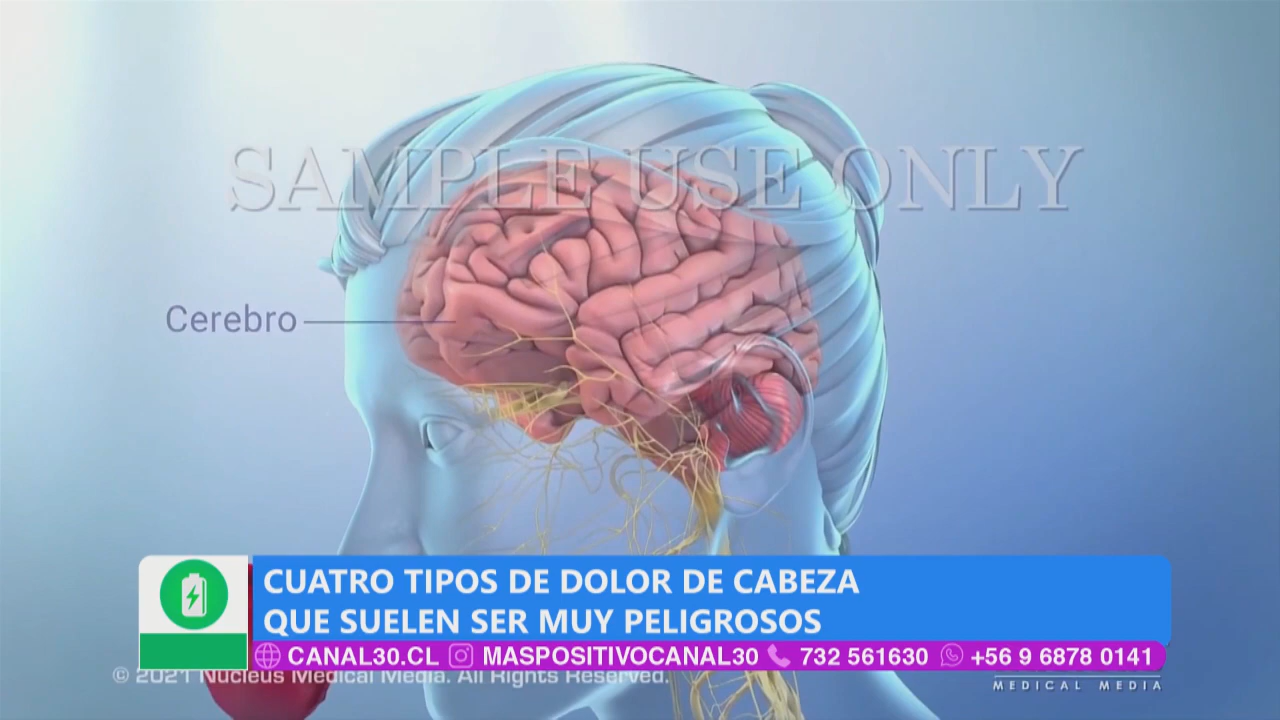 SAMPLE USE ONLY
Cerebro
CUATRO TIPOS DE DOLOR DE CABEZA
QUE SUELEN SER MUY PELIGROSOS
CANAL30.CL MASPOSITIVOCANAL30 732 561630 +56 9 6878 0141
© 2021 Nucleus Medical Media. All Rights Reserved.
MEDICAL MEDIA